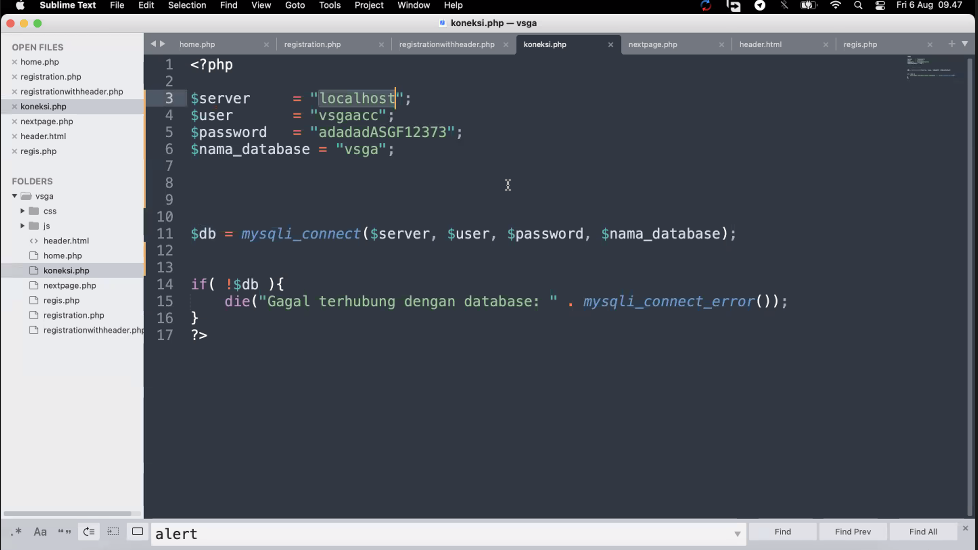 Sublime Text File Edit Selection Find View Goto Tools Project Window Help Fri 6 Aug 09.47
koneksi.php — vsga
OPEN FILES
home.php
registration.php
registrationwithheader.php
koneksi.php
nextpage.php
header.html
regis.php
FOLDERS
vsga
css
js
header.html
home.php
koneksi.php
nextpage.php
regis.php
registration.php
registrationwithheader.php
home.php registration.php registrationwithheader.php koneksi.php nextpage.php header.html regis.php
1 <?php
2
3 $server = "localhost";
4 $user = "vsgaacc";
5 $password = "adadadASGF12373";
6 $nama_database = "vsga";
7
8
9
10
11 $db = mysqli_connect($server, $user, $password, $nama_database);
12
13
14 if( !$db ){
15 die("Gagal terhubung dengan database: " . mysqli_connect_error());
16 }
17 ?>
.* Aa “” alert Find Find Prev Find All